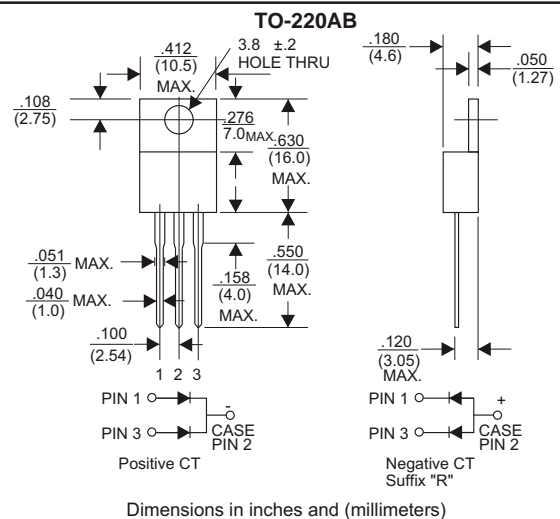 TO-220AB
.412
(10.5)
MAX.
3.8 ±.2
HOLE THRU
.180
(4.6)
.050
(1.27)
.108
(2.75)
.276
7.0MAX.
.630
(16.0)
MAX.
.051
(1.3)
MAX.
.158
(4.0)
MAX.
.550
(14.0)
MAX.
.040
(1.0)
MAX.
.100
(2.54)
.120
(3.05)
MAX.
1 2 3
PIN 1
-
PIN 3
CASE
PIN 2
Positive CT
PIN 1
+
PIN 3
CASE
PIN 2
Negative CT
Suffix "R"
Dimensions in inches and (millimeters)